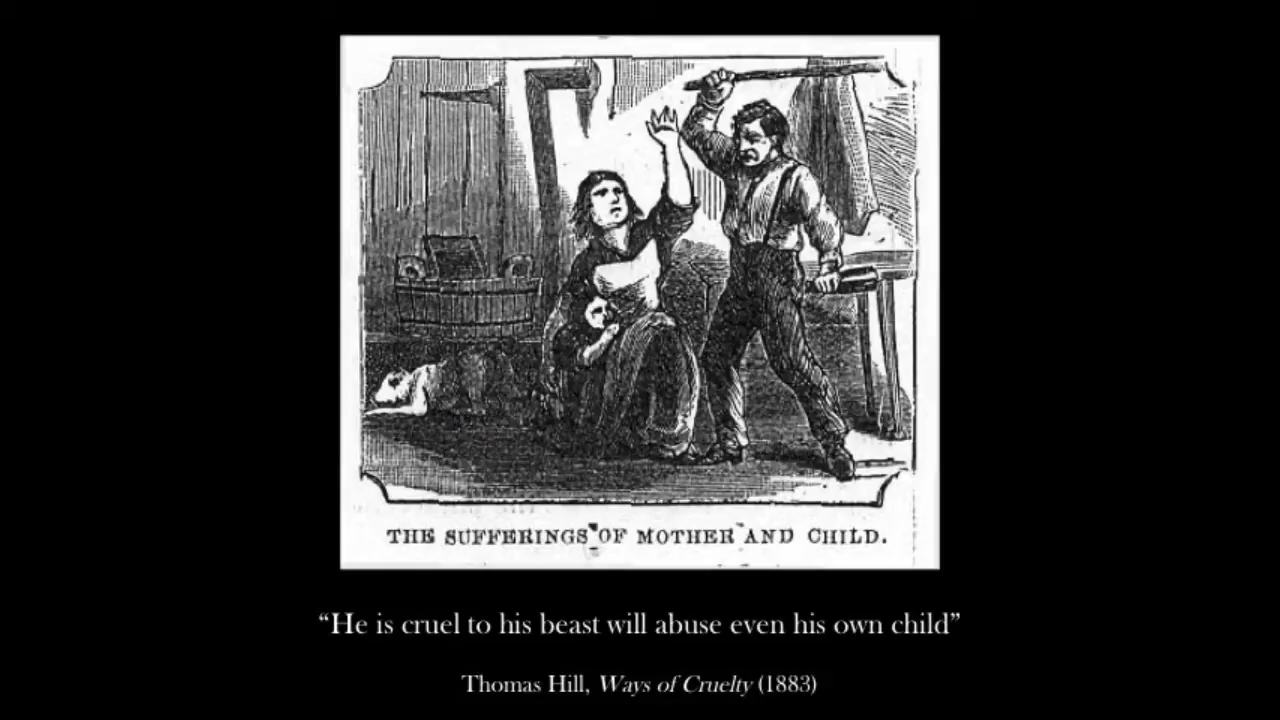 THE SUFFERINGS OF MOTHER AND CHILD.
“He is cruel to his beast will abuse even his own child”
Thomas Hill, Ways of Cruelty (1883)